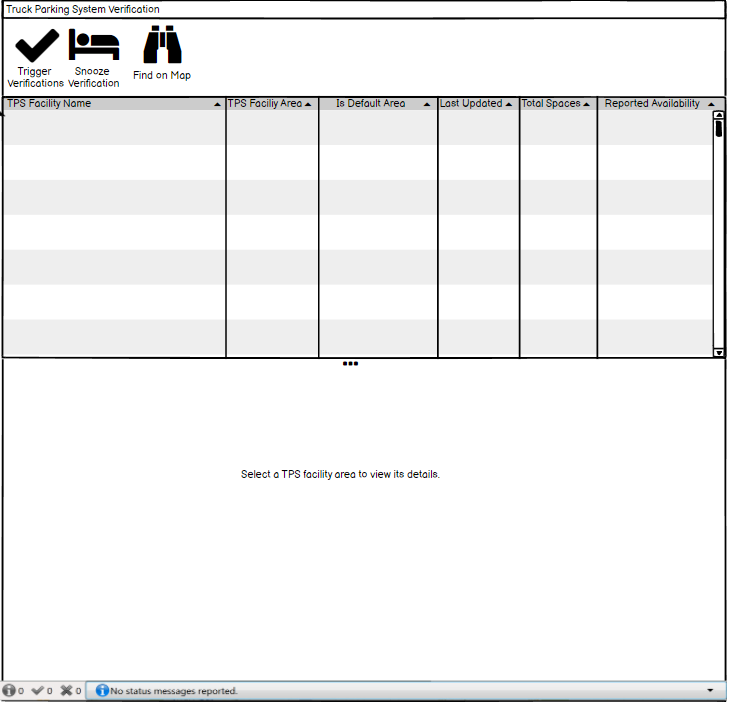 Truck Parking System Verification
Trigger Verifications
Snooze Verification
Find on Map
TPS Facility Name
TPS Faciliy Area
Is Default Area
Last Updated
Total Spaces
Reported Availability
Select a TPS facility area to view its details.
0 0 0 No status messages reported.